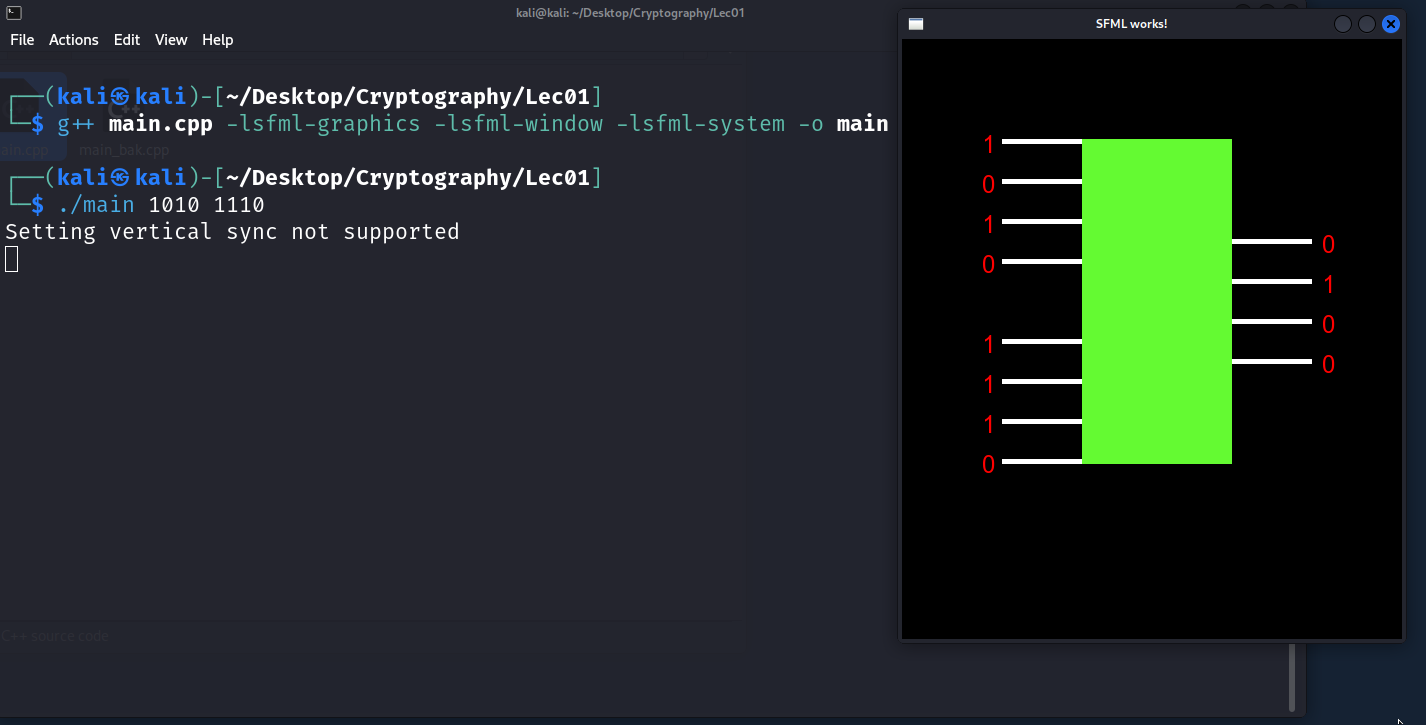 kali@kali: ~/Desktop/Cryptography/Lec01
File Actions Edit View Help
┌──(kali㉿kali)-[~/Desktop/Cryptography/Lec01]
└─$ g++ main.cpp -lsfml-graphics -lsfml-window -lsfml-system -o main
main_bak.cpp
┌──(kali㉿kali)-[~/Desktop/Cryptography/Lec01]
└─$ ./main 1010 1110
Setting vertical sync not supported
C++ source code
SFML works!
1
0
1
0
1
1
1
0
0
1
0
0